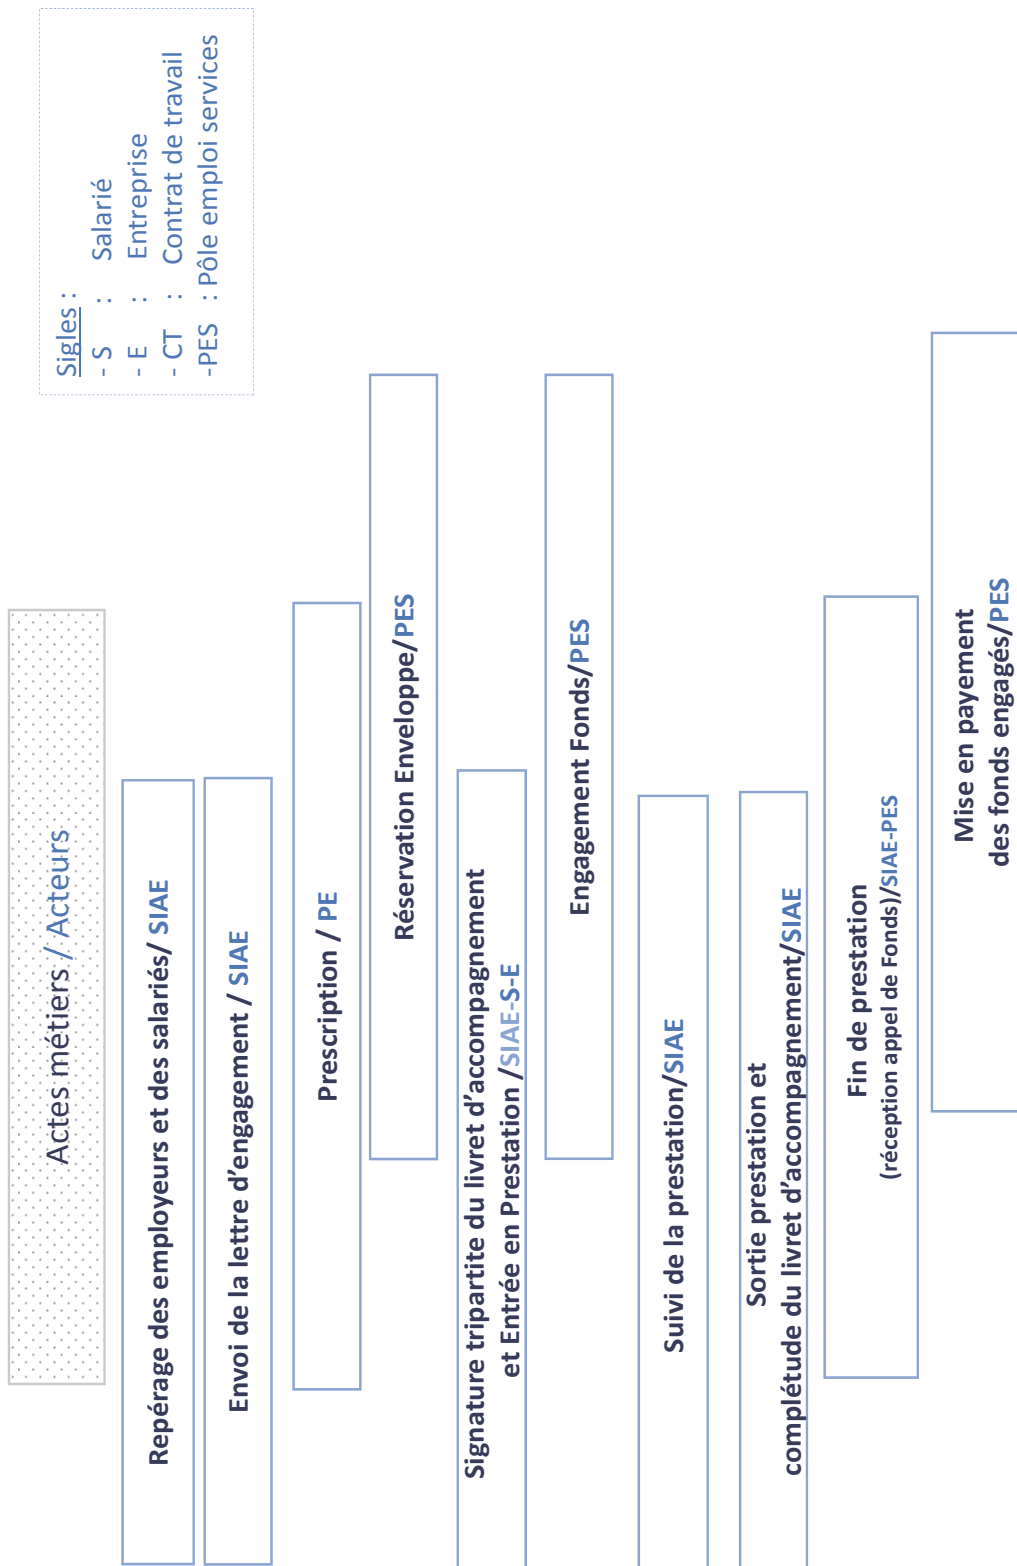 Actes métiers / Acteurs
Sigles :
- S : Salarié
- E : Entreprise
- CT : Contrat de travail
-PES : Pôle emploi services
Repérage des employeurs et des salariés/ SIAE
Envoi de la lettre d’engagement / SIAE
Prescription / PE
Réservation Enveloppe/PES
Signature tripartite du livret d’accompagnement
et Entrée en Prestation /SIAE-S-E
Engagement Fonds/PES
Suivi de la prestation/SIAE
Sortie prestation et
complétude du livret d’accompagnement/SIAE
Fin de prestation
(réception appel de Fonds)/SIAE-PES
Mise en payement
des fonds engagés/PES